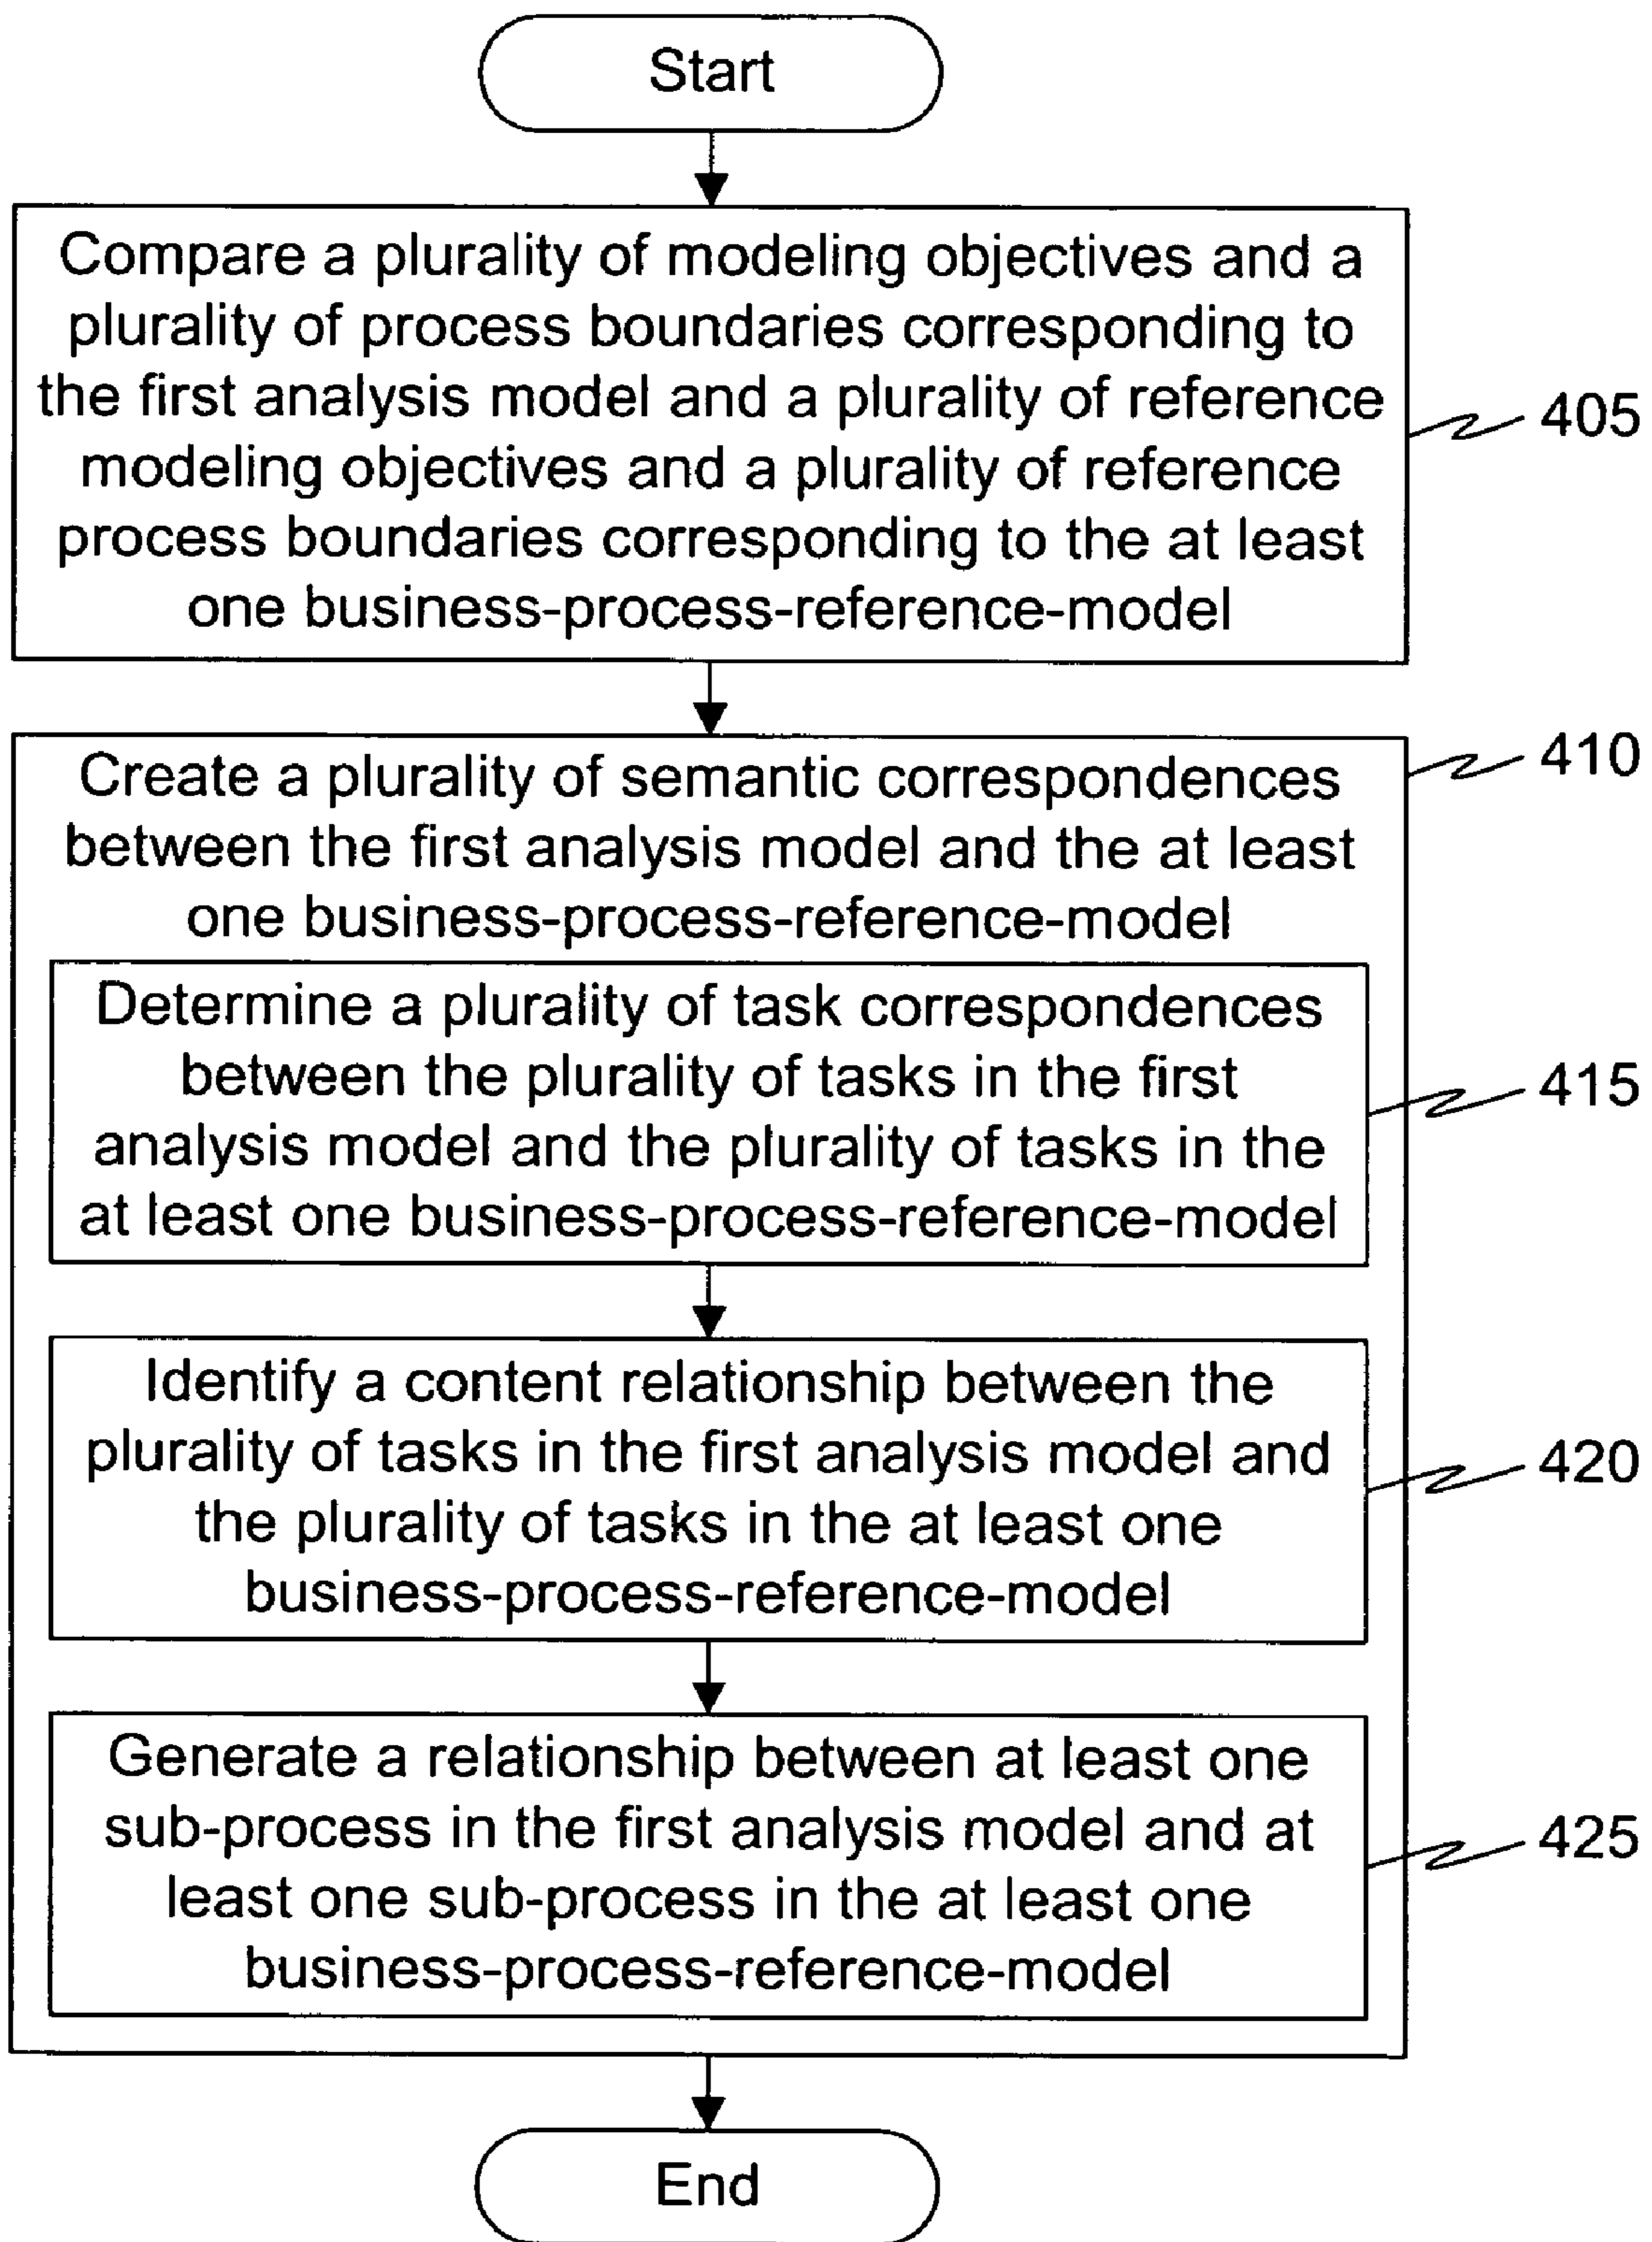 Start
Compare a plurality of modeling objectives and a
plurality of process boundaries corresponding to
the first analysis model and a plurality of reference
modeling objectives and a plurality of reference
process boundaries corresponding to the at least
one business-process-reference-model
405
410
Create a plurality of semantic correspondences
between the first analysis model and the at least
one business-process-reference-model
Determine a plurality of task correspondences
between the plurality of tasks in the first
analysis model and the plurality of tasks in the
at least one business-process-reference-model
415
Identify a content relationship between the
plurality of tasks in the first analysis model and
the plurality of tasks in the at least one
business-process-reference-model
420
Generate a relationship between at least one
sub-process in the first analysis model and at
least one sub-process in the at least one
business-process-reference-model
425
End